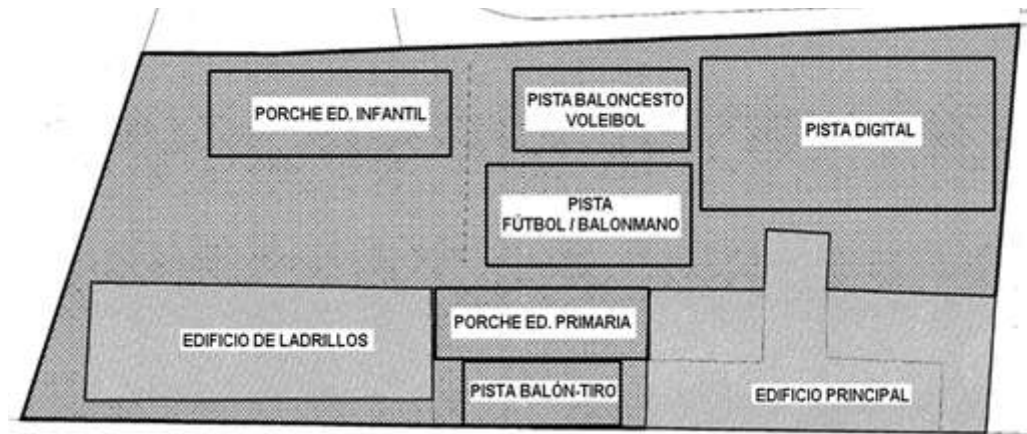 PORCHE ED. INFANTIL
PISTA BALONCESTO
VOLEIBOL
PISTA DIGITAL
PISTA
FÚTBOL / BALONMANO
PORCHE ED. PRIMARIA
EDIFICIO DE LADRILLOS
PISTA BALÓN-TIRO
EDIFICIO PRINCIPAL